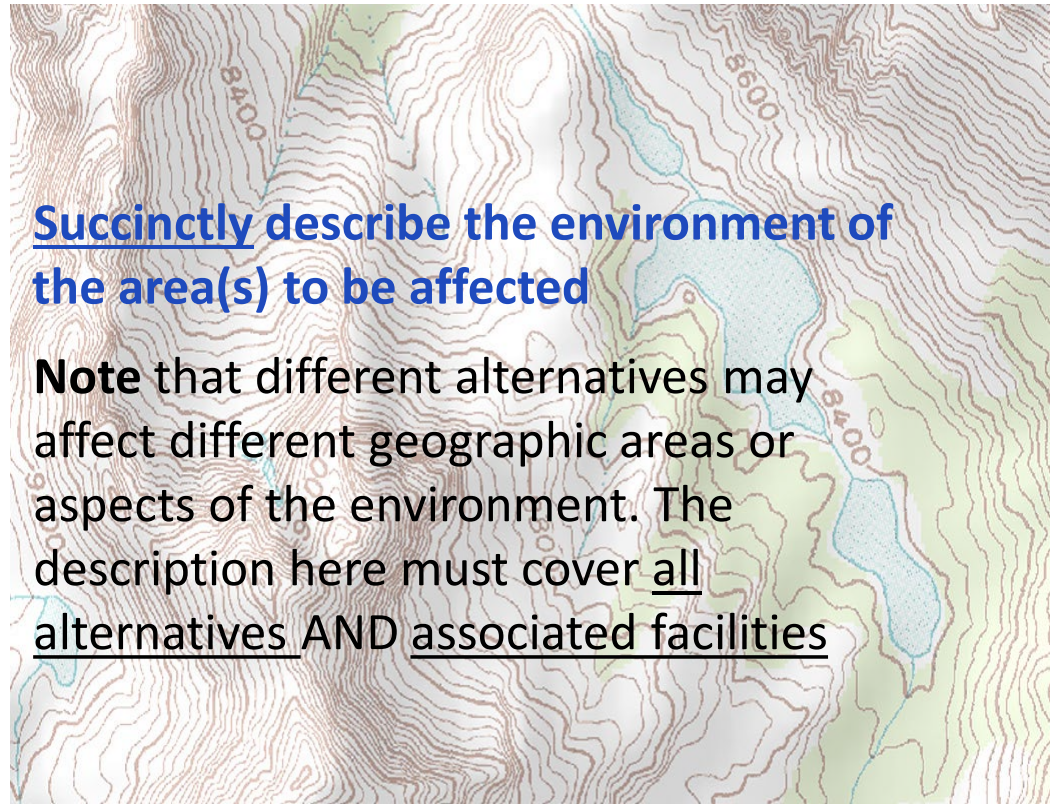 8400
8600
Succinctly describe the environment of
the area(s) to be affected
Note that different alternatives may
8400
affect different geographic areas or
aspects of the environment. The
description here must cover all
alternatives AND associated facilities